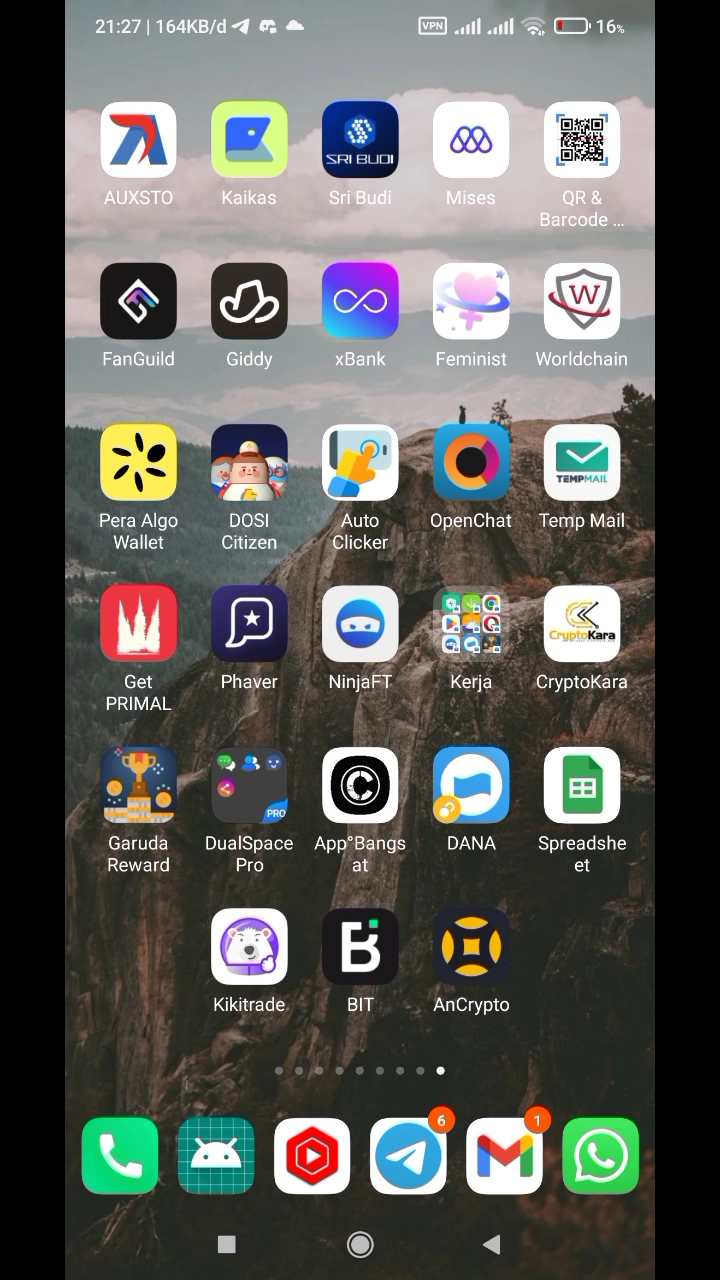 21:27 | 164KB/d
VPN
16%
SRI BUDI
AUXSTO
Kaikas
Sri Budi
Mises
QR &
Barcode ...
W
FanGuild
Giddy
xBank
Feminist
Worldchain
TEMPMAIL
Pera Algo
Wallet
DOSI
Citizen
Auto
Clicker
OpenChat
Temp Mail
CryptoKara
Get
PRIMAL
Phaver
NinjaFT
Kerja
CryptoKara
PRO
Garuda
Reward
DualSpace
Pro
App°Bangs
at
DANA
Spreadshe
et
Kikitrade
BIT
AnCrypto
6
1